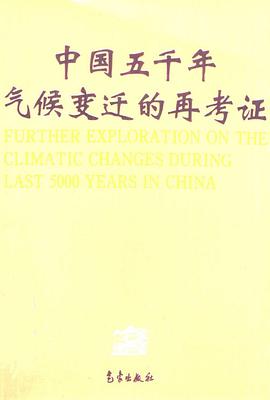 中国五千年
气候变迁的再考证
FURTHER EXPLORATION ON THE
CLIMATIC CHANGES DURING
LAST 5000 YEARS IN CHINA
气象出版社